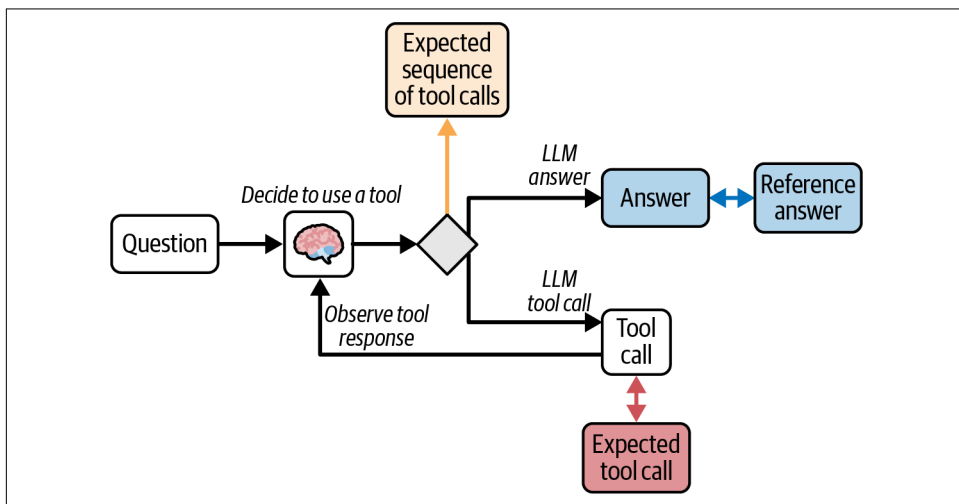 Expected
sequence
of tool calls
LLM
answer
Decide to use a tool
Question
Answer
Reference
answer
LLM
tool call
Observe tool
response
Tool
call
Expected
tool call